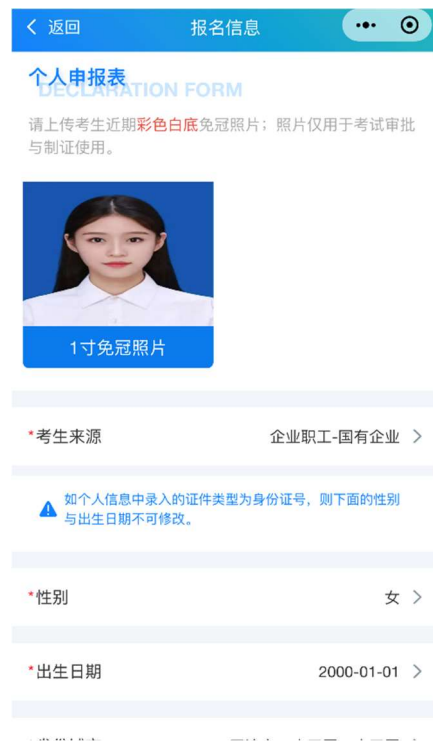 返回
报名信息
个人申报表
DECLARATION FORM
请上传考生近期彩色白底免冠照片；照片仅用于考试审批
与制证使用。
1寸免冠照片
*考生来源
企业职工-国有企业
如个人信息中录入的证件类型为身份证号，则下面的性别
与出生日期不可修改。
*性别
女
*出生日期
2000-01-01